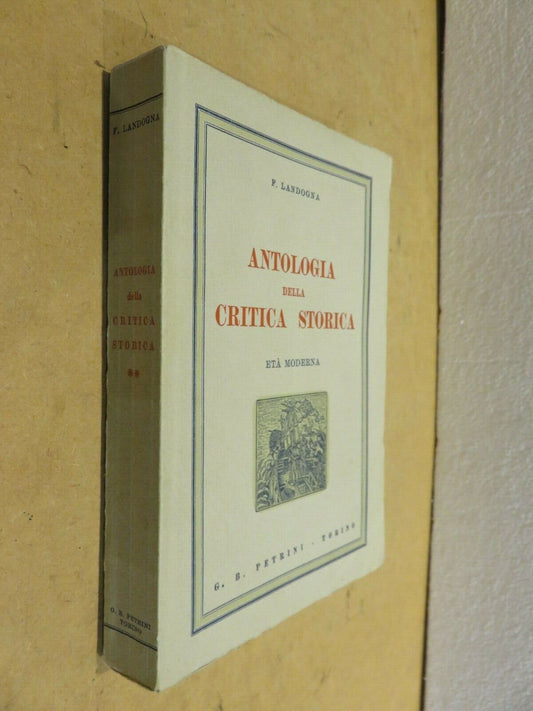 F. LANDOGNA
ANTOLOGIA
della
CRITICA
STORICA
**
G. B. PETRINI
TORINO
F. LANDOGNA
ANTOLOGIA
DELLA
CRITICA STORICA
ETÀ MODERNA
G. B. PETRINI - TORINO